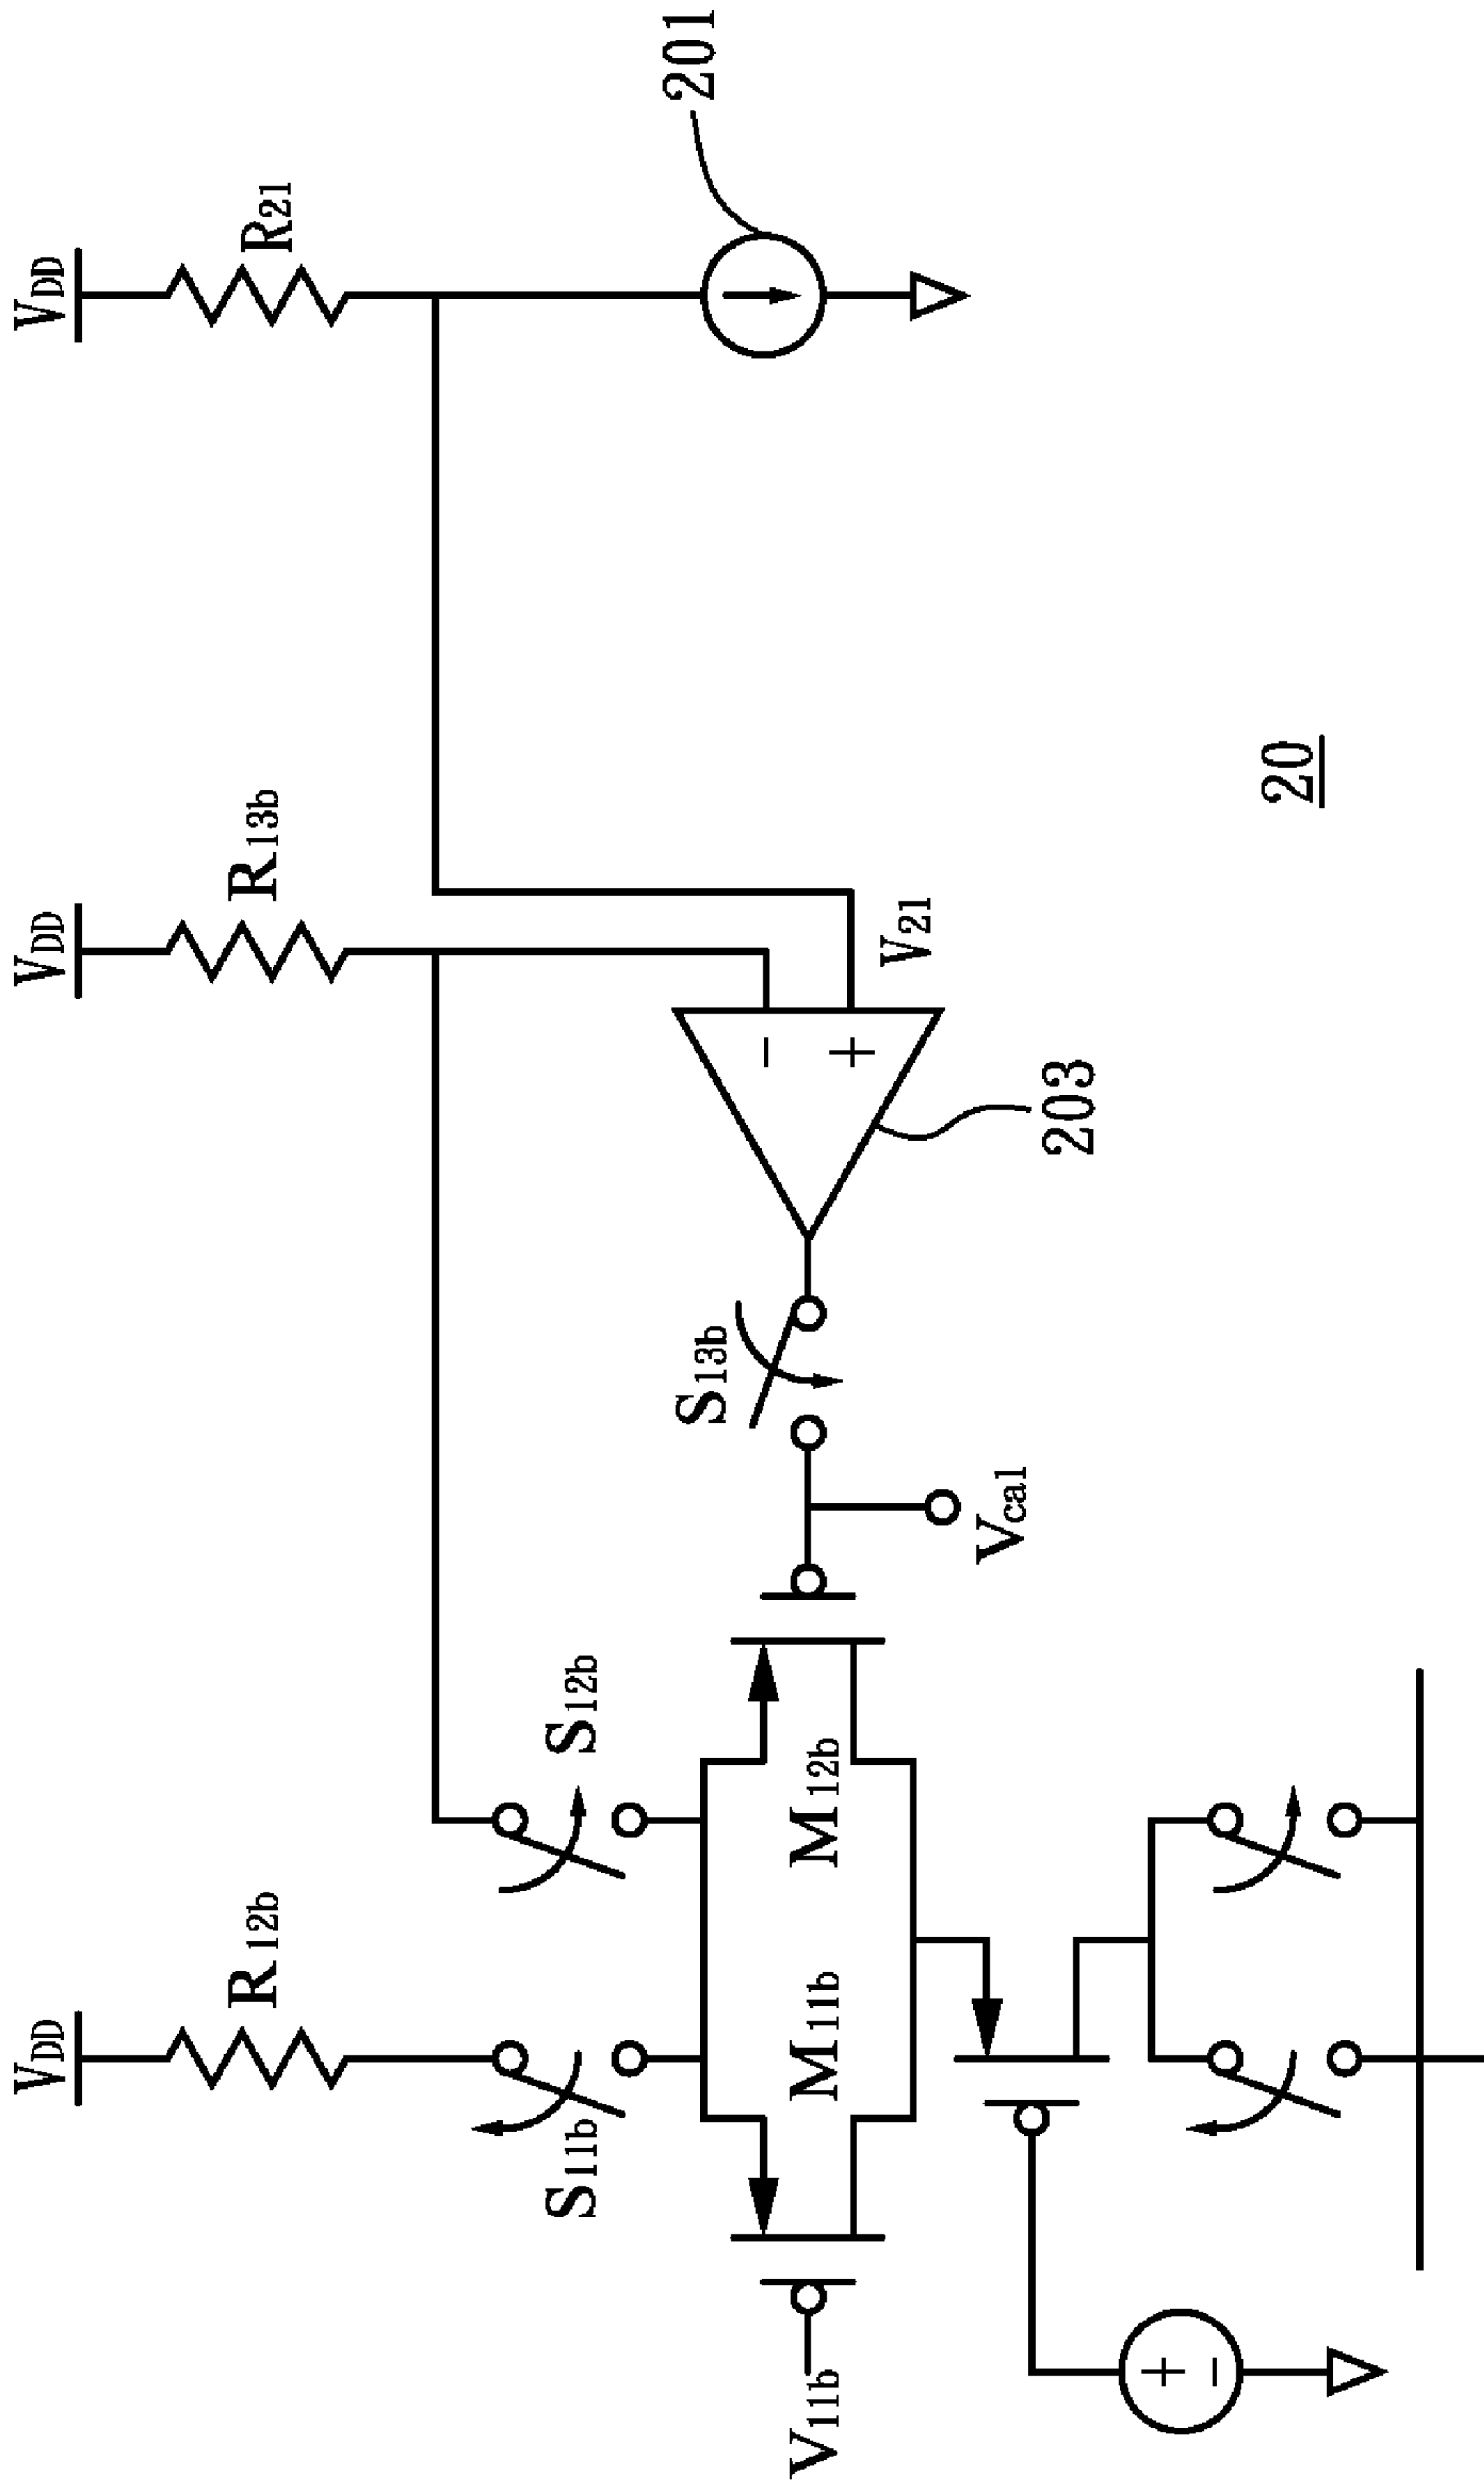 VDD
VDD
VDD
R12b
R13b
R21
S11b
S12b
201
V11b
M11b
M12b
S13b
- +
Vcal
203
V21
+ -
20